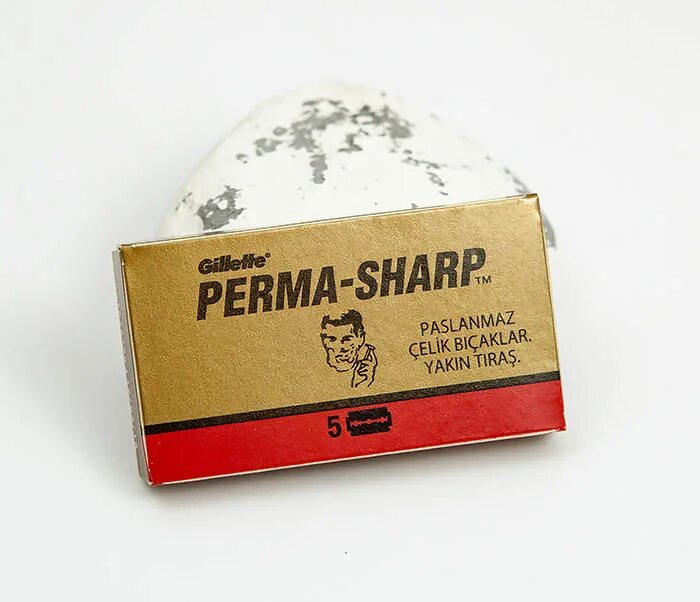 Gillette®
PERMA-SHARP™
PASLANMAZ
ÇELİK BIÇAKLAR.
YAKIN TIRAŞ.
5